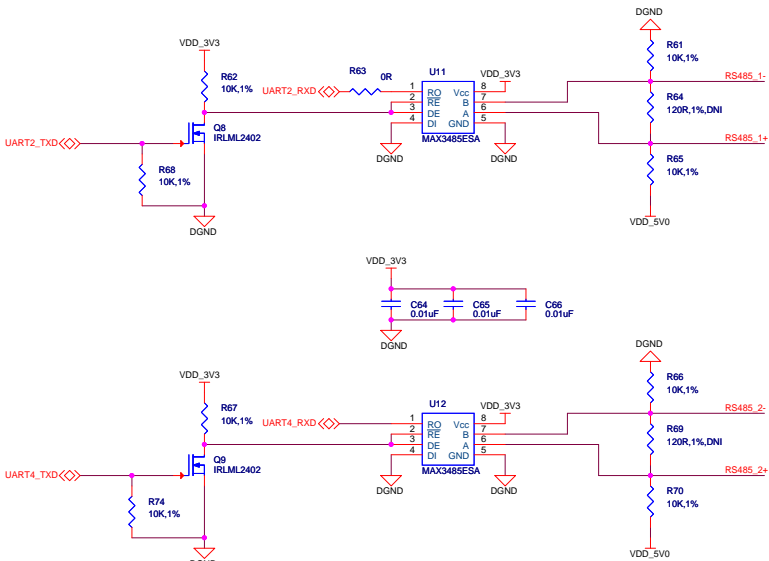 DGND
R61
10K,1%
VDD_3V3
R62
10K,1%
R63
0R
U11
VDD_3V3
UART2_RXD
1
2
3
4
RO
RE
DE
DI
Vcc
B
A
GND
8
7
6
5
MAX3485ESA
RS485_1-
R64
120R,1%,DNI
RS485_1+
Q8
IRLML2402
UART2_TXD
R68
10K,1%
DGND
DGND
R65
10K,1%
DGND
VDD_5V0
VDD_3V3
C64
0.01uF
C65
0.01uF
C66
0.01uF
DGND
DGND
R66
10K,1%
VDD_3V3
R67
10K,1%
U12
VDD_3V3
UART4_RXD
1
2
3
4
RO
RE
DE
DI
Vcc
B
A
GND
8
7
6
5
MAX3485ESA
RS485_2-
R69
120R,1%,DNI
RS485_2+
Q9
IRLML2402
UART4_TXD
R74
10K,1%
DGND
DGND
R70
10K,1%
VDD_5V0